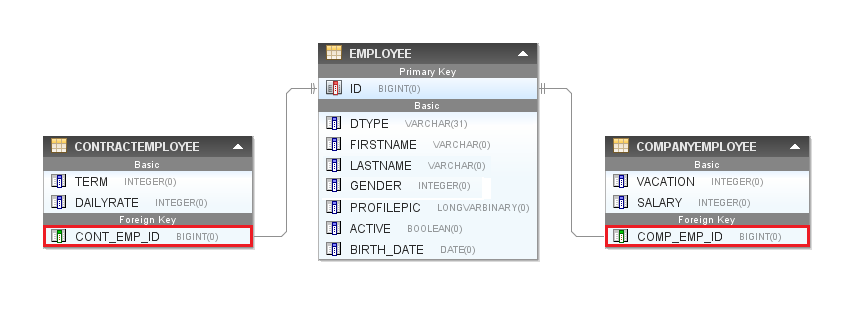 EMPLOYEE
Primary Key
ID BIGINT(0)
Basic
DTYPE VARCHAR(31)
FIRSTNAME VARCHAR(0)
LASTNAME VARCHAR(0)
GENDER INTEGER(0)
PROFILEPIC LONGVARBINARY(0)
ACTIVE BOOLEAN(0)
BIRTH_DATE DATE(0)
CONTRACTEMPLOYEE
Basic
TERM INTEGER(0)
DAILYRATE INTEGER(0)
Foreign Key
CONT_EMP_ID BIGINT(0)
COMPANYEMPLOYEE
Basic
VACATION INTEGER(0)
SALARY INTEGER(0)
Foreign Key
COMP_EMP_ID BIGINT(0)